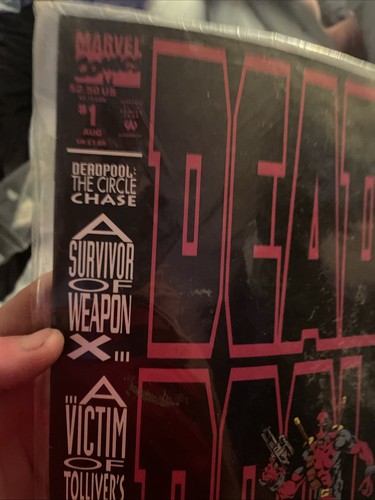 MARVEL
COMICS
$2.50 US
#1
AUG
DEADPOOL:
THE CIRCLE
CHASE
A
SURVIVOR
OF
WEAPON
X...
...A
VICTIM
OF
TOLLIVER'S
DEAD